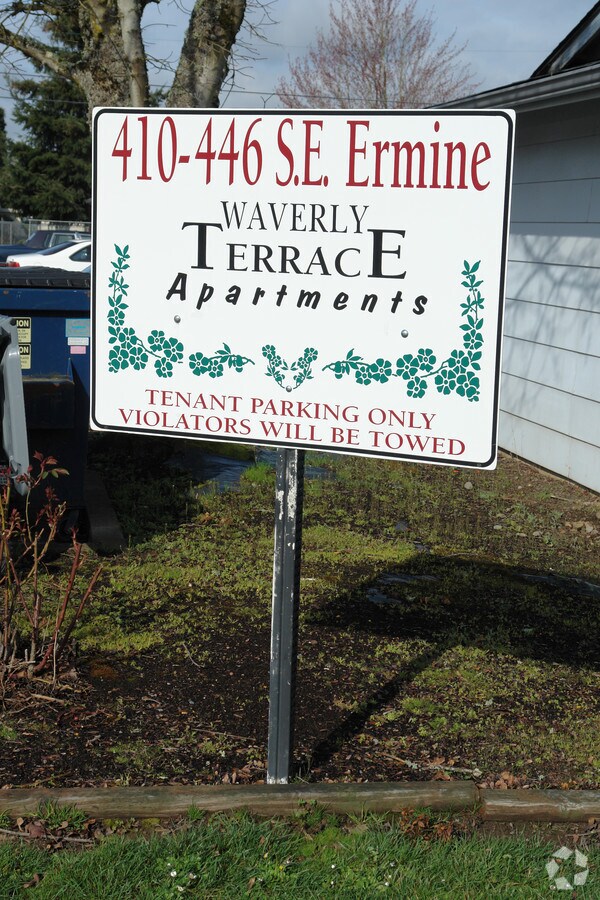 410-446 S.E. Ermine
WAVERLY
TERRACE
Apartments
TENANT PARKING ONLY
VIOLATORS WILL BE TOWED